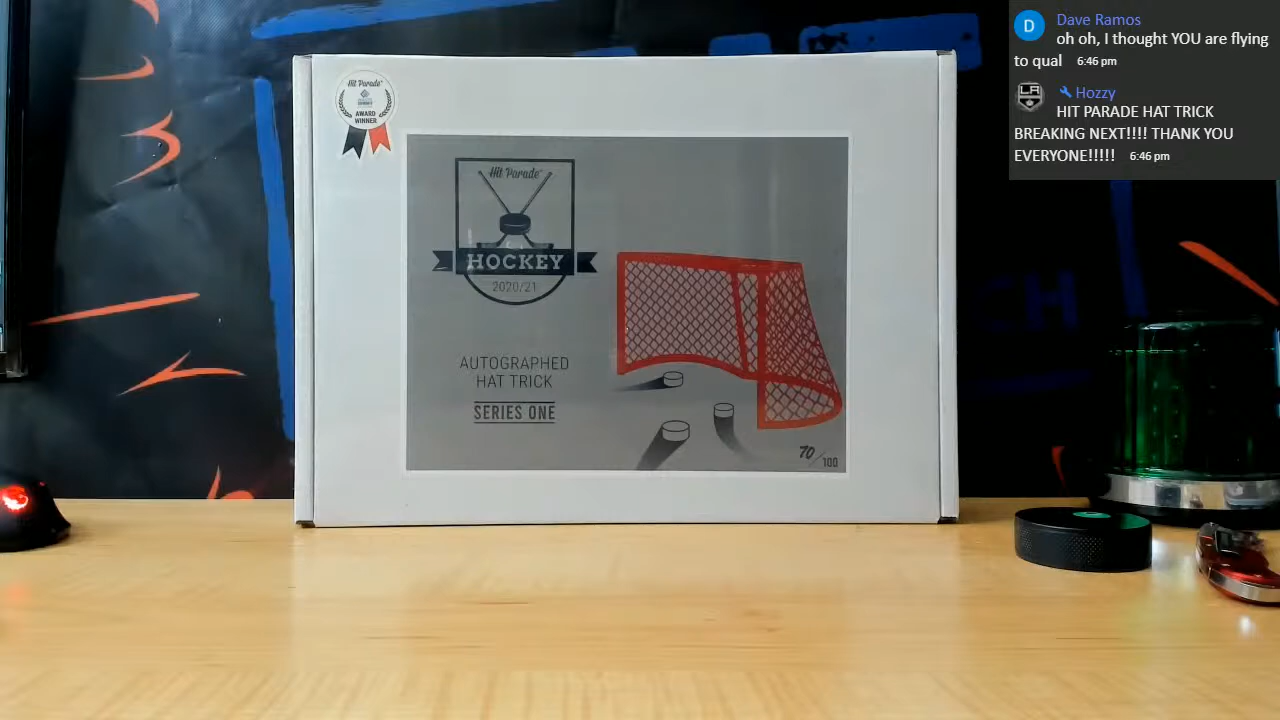 Hit Parade
AWARD
WINNER
Hit Parade
HOCKEY
2020/21
AUTOGRAPHED
HAT TRICK
SERIES ONE
70/100
D
Dave Ramos
oh oh, I thought YOU are flying
to qual 6:46 pm
LA
Hozzy
HIT PARADE HAT TRICK
BREAKING NEXT!!!! THANK YOU
EVERYONE!!!!! 6:46 pm